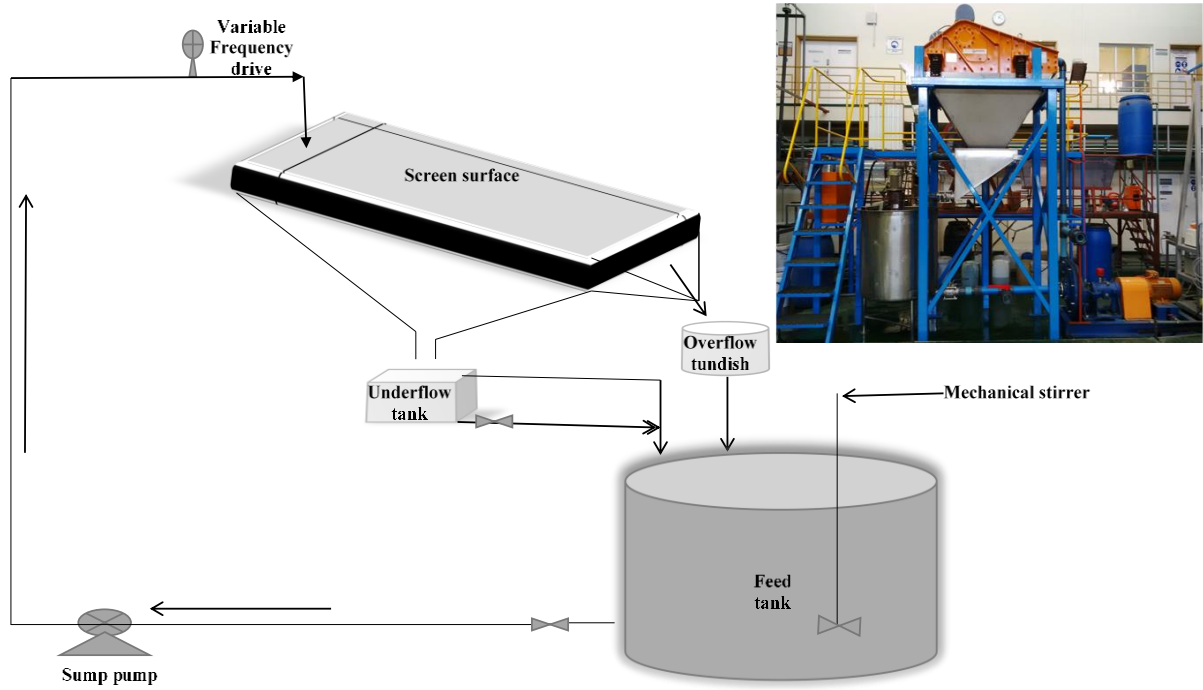 Variable
Frequency
drive
Screen surface
Overflow
tundish
Underflow
tank
Mechanical stirrer
Feed
tank
Sump pump